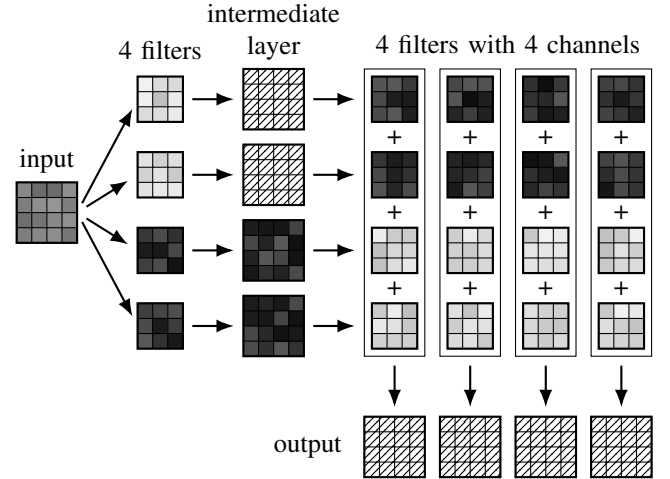 intermediate
layer
4 filters
4 filters with 4 channels
input
+ + + +
+ + + +
+ + + +
output